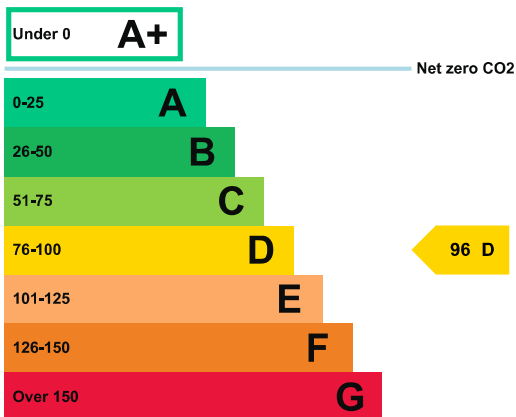 Under 0 A+
Net zero CO2
0-25 A
26-50 B
51-75 C
76-100 D
96 D
101-125 E
126-150 F
Over 150 G